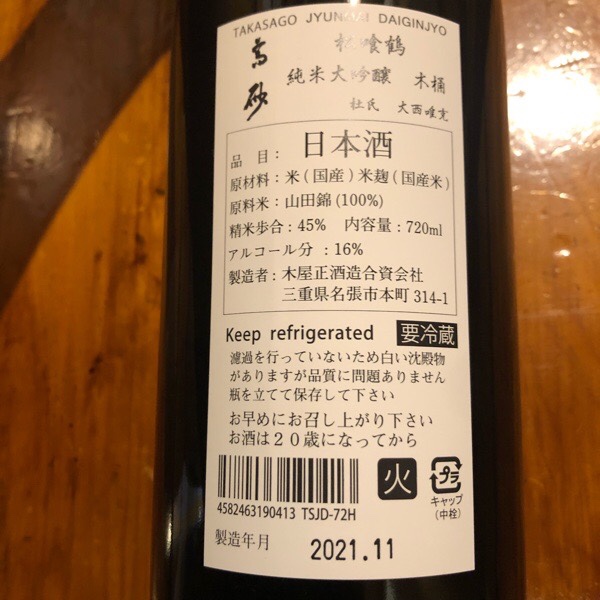 TAKASAGO JYUNMAI DAIGINJYO
高砂
松喰鶴
純米大吟醸 木桶
杜氏 大西唯克
品目： 日本酒
原材料：米(国産)米麹(国産米)
原料米：山田錦(100%)
精米歩合：45% 内容量：720ml
アルコール分：16%
製造者：木屋正酒造合資会社
三重県名張市本町 314-1
Keep refrigerated 要冷蔵
濾過を行っていないため白い沈殿物
がありますが品質に問題ありません
瓶を立てて保存して下さい
お早めにお召し上がり下さい
お酒は20歳になってから
火
プラ
キャップ
(中栓)
4582463190413 TSJD-72H
製造年月 2021.11